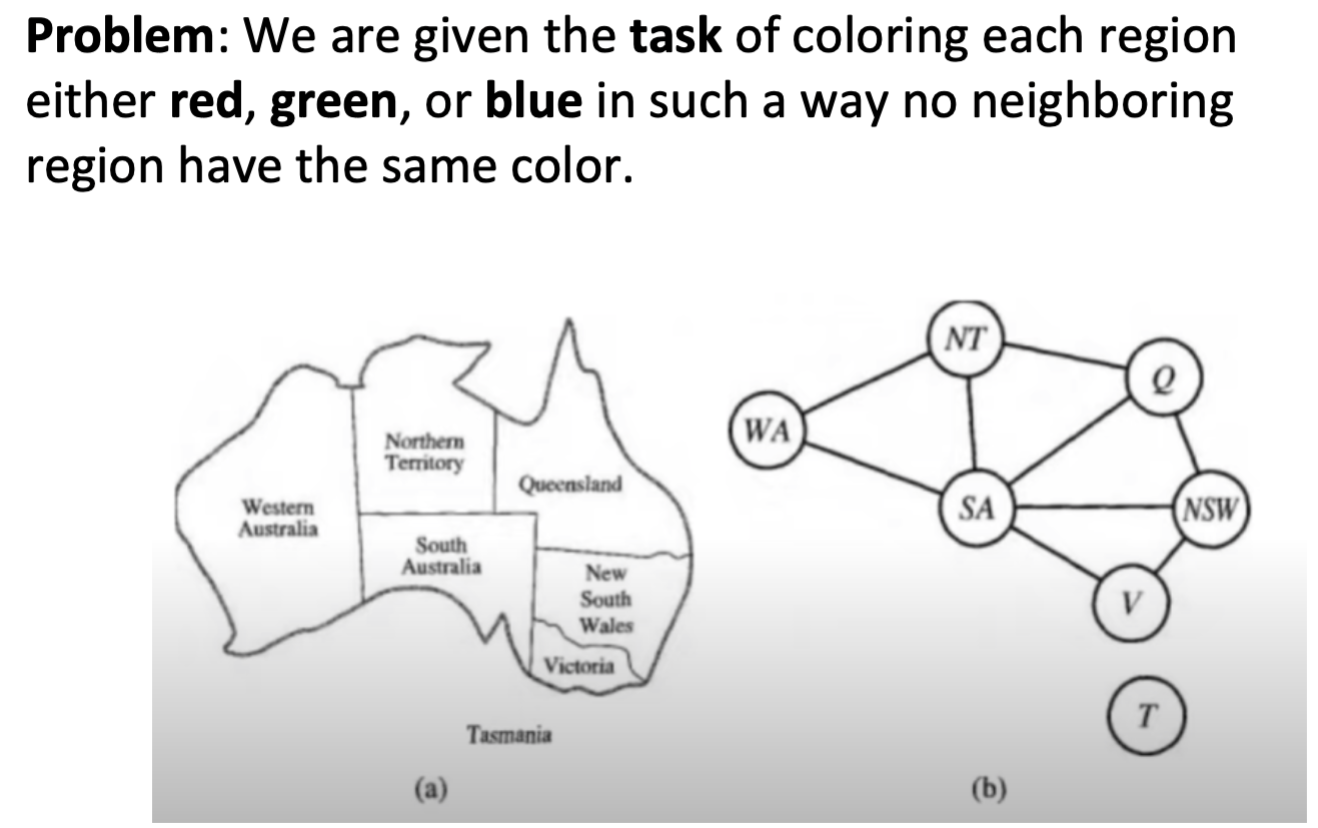 Problem: We are given the task of coloring each region
either red, green, or blue in such a way no neighboring
region have the same color.
Northern
Territory
Western
Australia
Queensland
South
Australia
New
South
Wales
Victoria
Tasmania
(a)
NT
Q
WA
SA
NSW
V
T
(b)